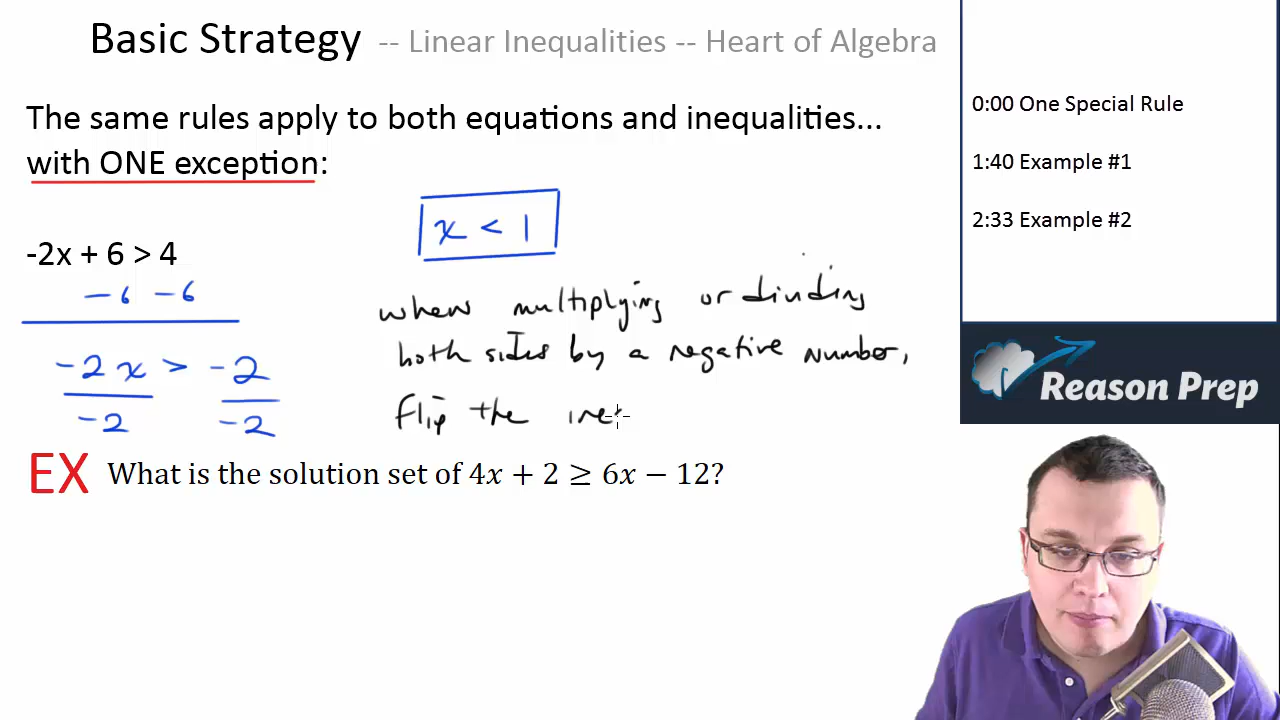 Basic Strategy -- Linear Inequalities -- Heart of Algebra
The same rules apply to both equations and inequalities...
with ONE exception:
-2x + 6 > 4
-6 -6
-2x > -2
-2 -2
x < 1
when multiplying or dividing
both sides by a negative number,
flip the ine
EX What is the solution set of 4x + 2 ≥ 6x − 12?
0:00 One Special Rule
1:40 Example #1
2:33 Example #2
Reason Prep